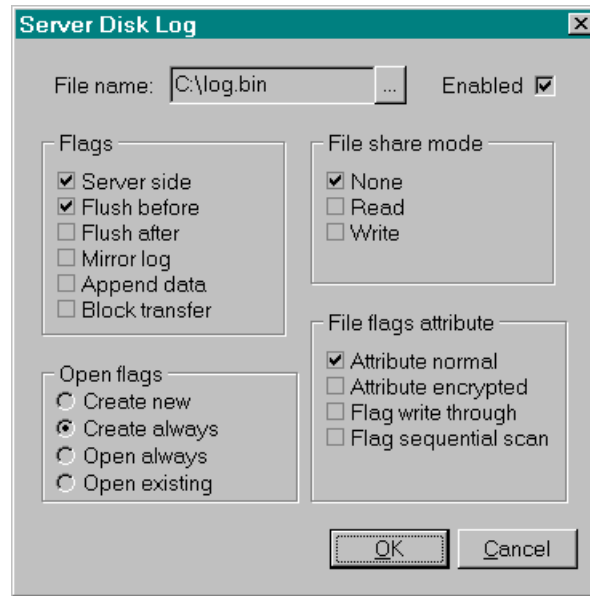 Server Disk Log
File name: C:\log.bin ... Enabled
Flags
Server side
Flush before
Flush after
Mirror log
Append data
Block transfer
File share mode
None
Read
Write
Open flags
Create new
Create always
Open always
Open existing
File flags attribute
Attribute normal
Attribute encrypted
Flag write through
Flag sequential scan
OK Cancel